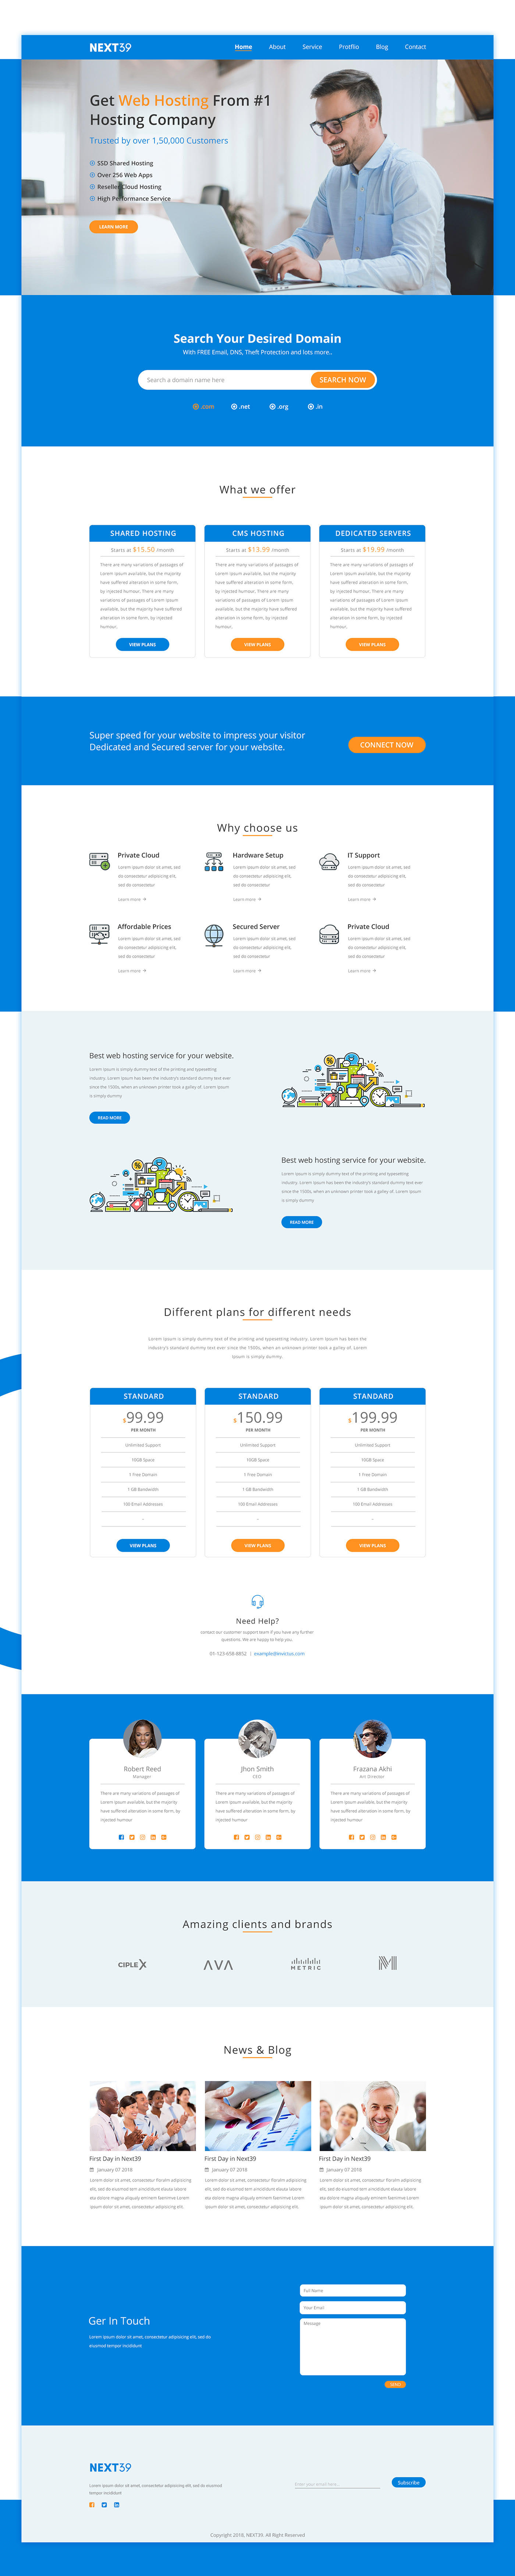 NEXT39
Home About Service Protflio Blog Contact
Get Web Hosting From #1
Hosting Company
Trusted by over 1,50,000 Customers
SSD Shared Hosting
Over 256 Web Apps
Reseller Cloud Hosting
High Performance Service
LEARN MORE
Search Your Desired Domain
With FREE Email, DNS, Theft Protection and lots more..
Search a domain name here SEARCH NOW
.com .net .org .in
What we offer
SHARED HOSTING
Starts at $15.50 /month
There are many variations of passages of
Lorem Ipsum available, but the majority
have suffered alteration in some form,
by injected humour, There are many
variations of passages of Lorem Ipsum
available, but the majority have suffered
alteration in some form, by injected
humour,
VIEW PLANS
CMS HOSTING
Starts at $13.99 /month
There are many variations of passages of
Lorem Ipsum available, but the majority
have suffered alteration in some form,
by injected humour, There are many
variations of passages of Lorem Ipsum
available, but the majority have suffered
alteration in some form, by injected
humour,
VIEW PLANS
DEDICATED SERVERS
Starts at $19.99 /month
There are many variations of passages of
Lorem Ipsum available, but the majority
have suffered alteration in some form,
by injected humour, There are many
variations of passages of Lorem Ipsum
available, but the majority have suffered
alteration in some form, by injected
humour,
VIEW PLANS
Super speed for your website to impress your visitor
Dedicated and Secured server for your website.
CONNECT NOW
Why choose us
Private Cloud
Lorem ipsum dolor sit amet, sed
do consectetur adipisicing elit,
sed do consectetur
Learn more
Hardware Setup
Lorem ipsum dolor sit amet, sed
do consectetur adipisicing elit,
sed do consectetur
Learn more
IT Support
Lorem ipsum dolor sit amet, sed
do consectetur adipisicing elit,
sed do consectetur
Learn more
Affordable Prices
Lorem ipsum dolor sit amet, sed
do consectetur adipisicing elit,
sed do consectetur
Learn more
Secured Server
Lorem ipsum dolor sit amet, sed
do consectetur adipisicing elit,
sed do consectetur
Learn more
Private Cloud
Lorem ipsum dolor sit amet, sed
do consectetur adipisicing elit,
sed do consectetur
Learn more
Best web hosting service for your website.
Lorem Ipsum is simply dummy text of the printing and typesetting
industry. Lorem Ipsum has been the industry's standard dummy text ever
since the 1500s, when an unknown printer took a galley of. Lorem Ipsum
is simply dummy
READ MORE
Best web hosting service for your website.
Lorem Ipsum is simply dummy text of the printing and typesetting
industry. Lorem Ipsum has been the industry's standard dummy text ever
since the 1500s, when an unknown printer took a galley of. Lorem Ipsum
is simply dummy
READ MORE
Different plans for different needs
Lorem Ipsum is simply dummy text of the printing and typesetting industry. Lorem Ipsum has been the
industry's standard dummy text ever since the 1500s, when an unknown printer took a galley of. Lorem
Ipsum is simply dummy.
STANDARD
$99.99
PER MONTH
Unlimited Support
10GB Space
1 Free Domain
1 GB Bandwidth
100 Email Addresses
-
VIEW PLANS
STANDARD
$150.99
PER MONTH
Unlimited Support
10GB Space
1 Free Domain
1 GB Bandwidth
100 Email Addresses
-
VIEW PLANS
STANDARD
$199.99
PER MONTH
Unlimited Support
10GB Space
1 Free Domain
1 GB Bandwidth
100 Email Addresses
-
VIEW PLANS
Need Help?
contact our customer support team if you have any further
questions. We are happy to help you.
01-123-658-8852 | example@invictus.com
Robert Reed
Manager
There are many variations of passages of
Lorem Ipsum available, but the majority
have suffered alteration in some form, by
injected humour
Jhon Smith
CEO
There are many variations of passages of
Lorem Ipsum available, but the majority
have suffered alteration in some form, by
injected humour
Frazana Akhi
Art Director
There are many variations of passages of
Lorem Ipsum available, but the majority
have suffered alteration in some form, by
injected humour
Amazing clients and brands
CIPLEX AVA METRIC M
News & Blog
First Day in Next39
January 07 2018
Lorem dolor sit amet, consectetur floralm adipisicing
elit, sed do eiusmod tem unicididunt elauta labore
eta dolore magna aliquaty eminem tiammue Lorem
ipsum dolor sit amet, consectetur adipisicing elit.
First Day in Next39
January 07 2018
Lorem dolor sit amet, consectetur floralm adipisicing
elit, sed do eiusmod tem unicididunt elauta labore
eta dolore magna aliquaty eminem tiammue Lorem
ipsum dolor sit amet, consectetur adipisicing elit.
First Day in Next39
January 07 2018
Lorem dolor sit amet, consectetur floralm adipisicing
elit, sed do eiusmod tem unicididunt elauta labore
eta dolore magna aliquaty eminem tiammue Lorem
ipsum dolor sit amet, consectetur adipisicing elit.
Ger In Touch
Lorem ipsum dolor sit amet, consectetur adipisicing elit, sed do
eiusmod tempor incididunt
Full Name
Your Email
Message
SEND
NEXT39
Lorem ipsum dolor sit amet, consectetur adipisicing elit, sed do eiusmod
tempor incididunt
Enter your email here... Subscribe
Copyright 2018, NEXT39. All Right Reserved